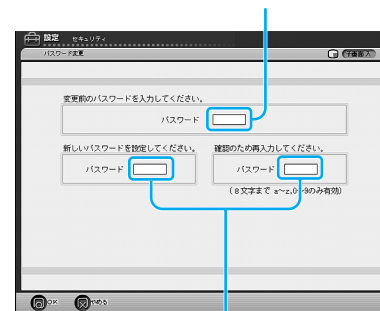 設定 セキュリティ
パスワード変更
子画面入
変更前のパスワードを入力してください。
パスワード
新しいパスワードを設定してください。 確認のため再入力してください。
パスワード パスワード
(8文字まで a~z,0~9のみ有効)
OK やめる